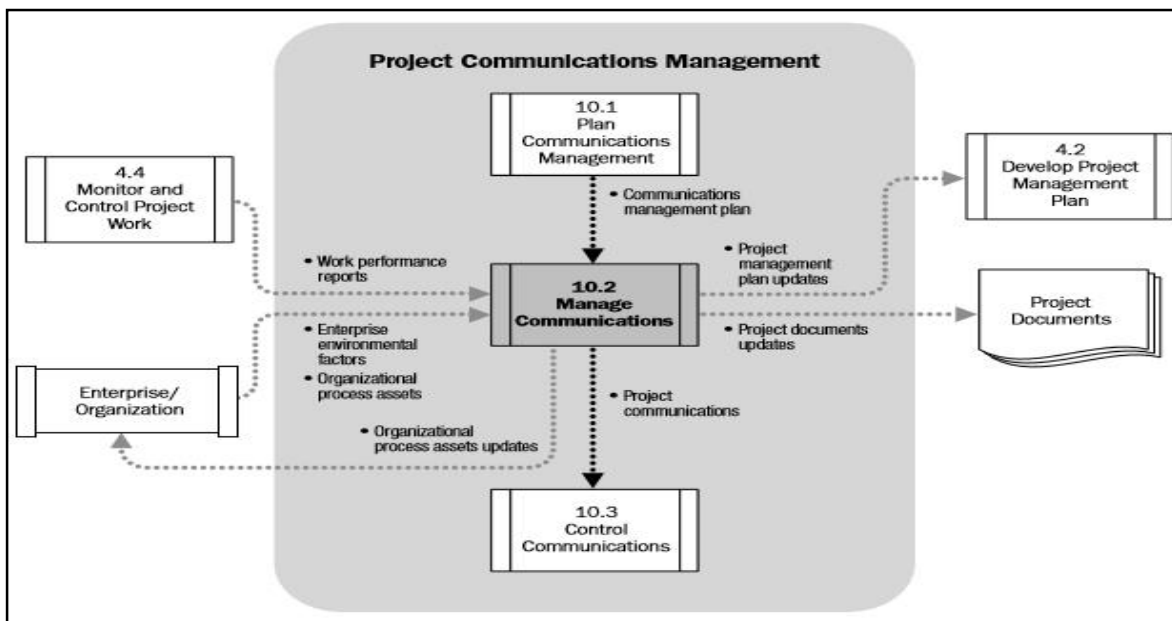 Project Communications Management
10.1
Plan
Communications
Management
4.4
Monitor and
Control Project
Work
4.2
Develop Project
Management
Plan
• Communications
management plan
• Work performance
reports
10.2
Manage
Communications
• Project
management
plan updates
Project
Documents
• Enterprise
environmental
factors
• Organizational
process assets
• Project documents
updates
Enterprise/
Organization
• Project
communications
• Organizational
process assets updates
10.3
Control
Communications